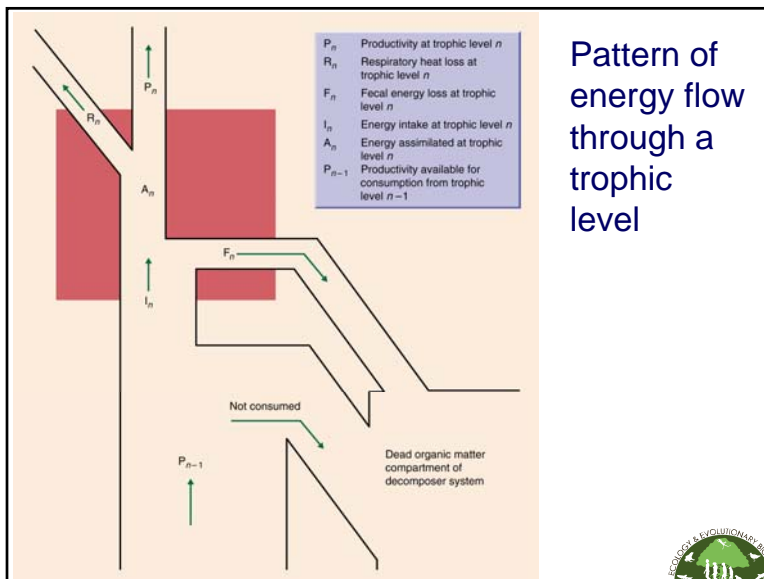 Pₙ Productivity at trophic level n
Rₙ Respiratory heat loss at
trophic level n
Fₙ Fecal energy loss at trophic
level n
Iₙ Energy intake at trophic level n
Aₙ Energy assimilated at trophic
level n
Pₙ₋₁ Productivity available for
consumption from trophic
level n−1
Pattern of
energy flow
through a
trophic
level
Pₙ
Rₙ
Aₙ
Fₙ
Iₙ
Not consumed
Pₙ₋₁
Dead organic matter
compartment of
decomposer system
ECOLOGY & EVOLUTIONARY